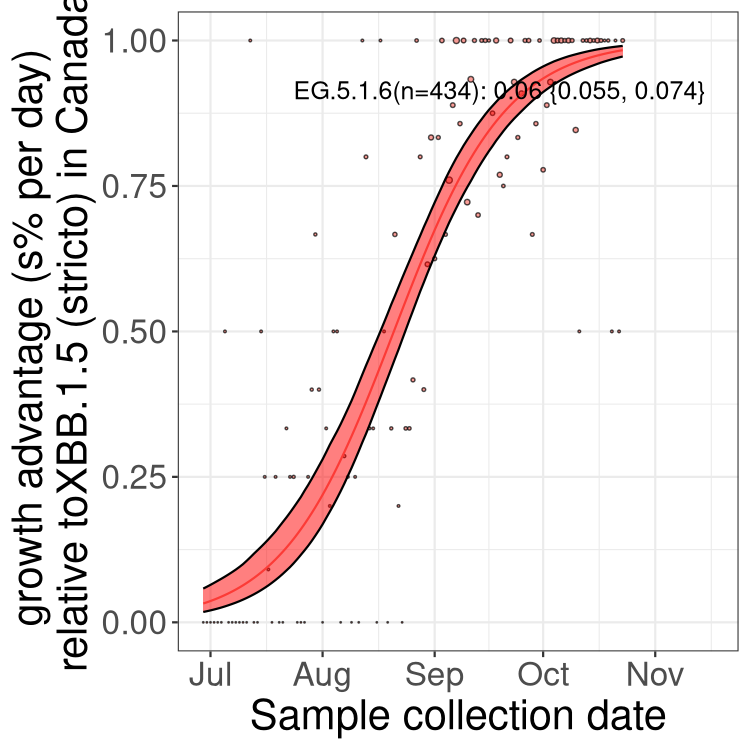 growth advantage (s% per day)
relative toXBB.1.5 (stricto) in Canada
1.00
0.75
0.50
0.25
0.00
EG.5.1.6(n=434): 0.06 {0.055, 0.074}
Jul Aug Sep Oct Nov
Sample collection date